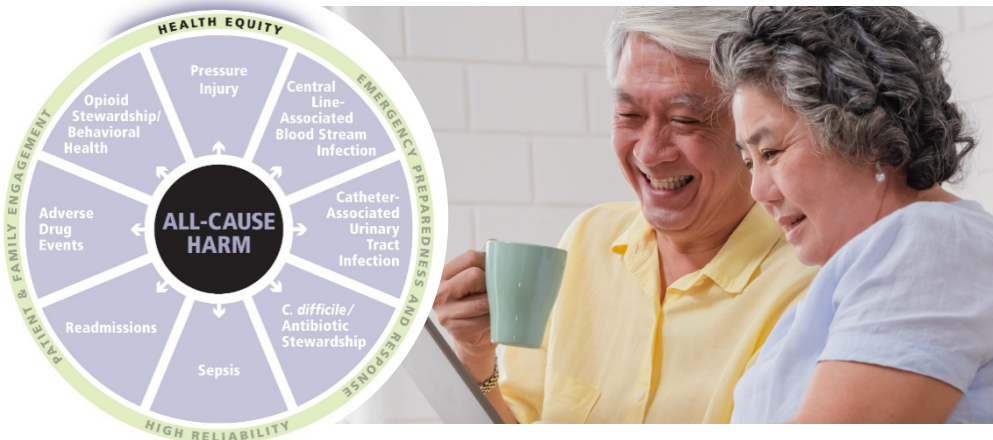 HEALTH EQUITY
EMERGENCY PREPAREDNESS AND RESPONSE
HIGH RELIABILITY
PATIENT & FAMILY ENGAGEMENT
ALL-CAUSE
HARM
Pressure
Injury
Central
Line-
Associated
Blood Stream
Infection
Catheter-
Associated
Urinary
Tract
Infection
C. difficile/
Antibiotic
Stewardship
Sepsis
Readmissions
Adverse
Drug
Events
Opioid
Stewardship/
Behavioral
Health